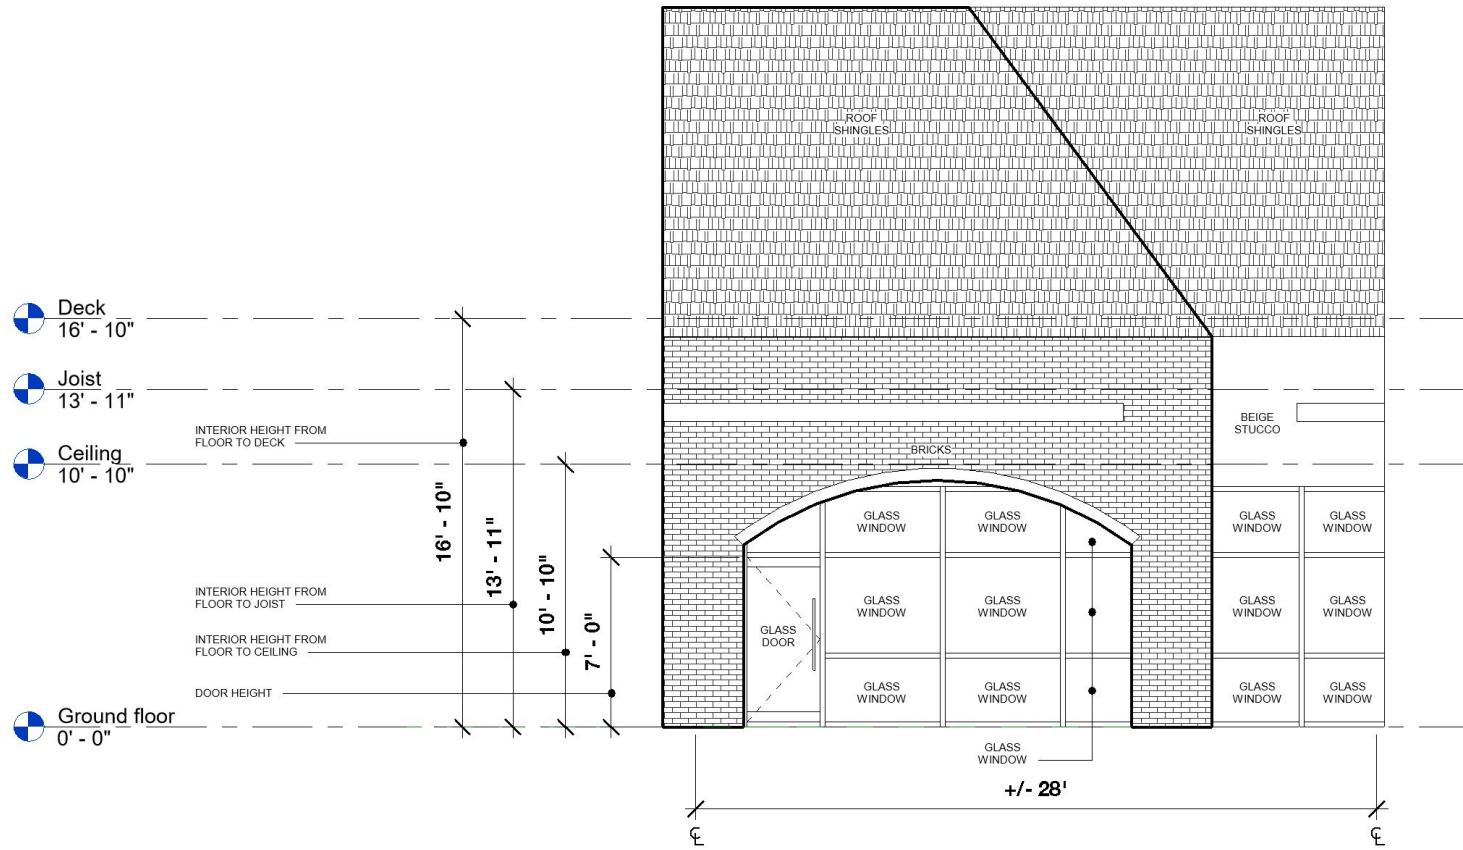 ROOF
SHINGLES
ROOF
SHINGLES
Deck
16' - 10"
Joist
13' - 11"
INTERIOR HEIGHT FROM
FLOOR TO DECK
BEIGE
STUCCO
Ceiling
10' - 10"
BRICKS
16' - 10"
13' - 11"
10' - 10"
7' - 0"
GLASS
WINDOW
GLASS
WINDOW
GLASS
WINDOW
GLASS
WINDOW
INTERIOR HEIGHT FROM
FLOOR TO JOIST
GLASS
WINDOW
GLASS
WINDOW
GLASS
WINDOW
GLASS
WINDOW
GLASS
DOOR
INTERIOR HEIGHT FROM
FLOOR TO CEILING
DOOR HEIGHT
GLASS
WINDOW
GLASS
WINDOW
GLASS
WINDOW
GLASS
WINDOW
Ground floor
0' - 0"
GLASS
WINDOW
+/- 28'
℄
℄